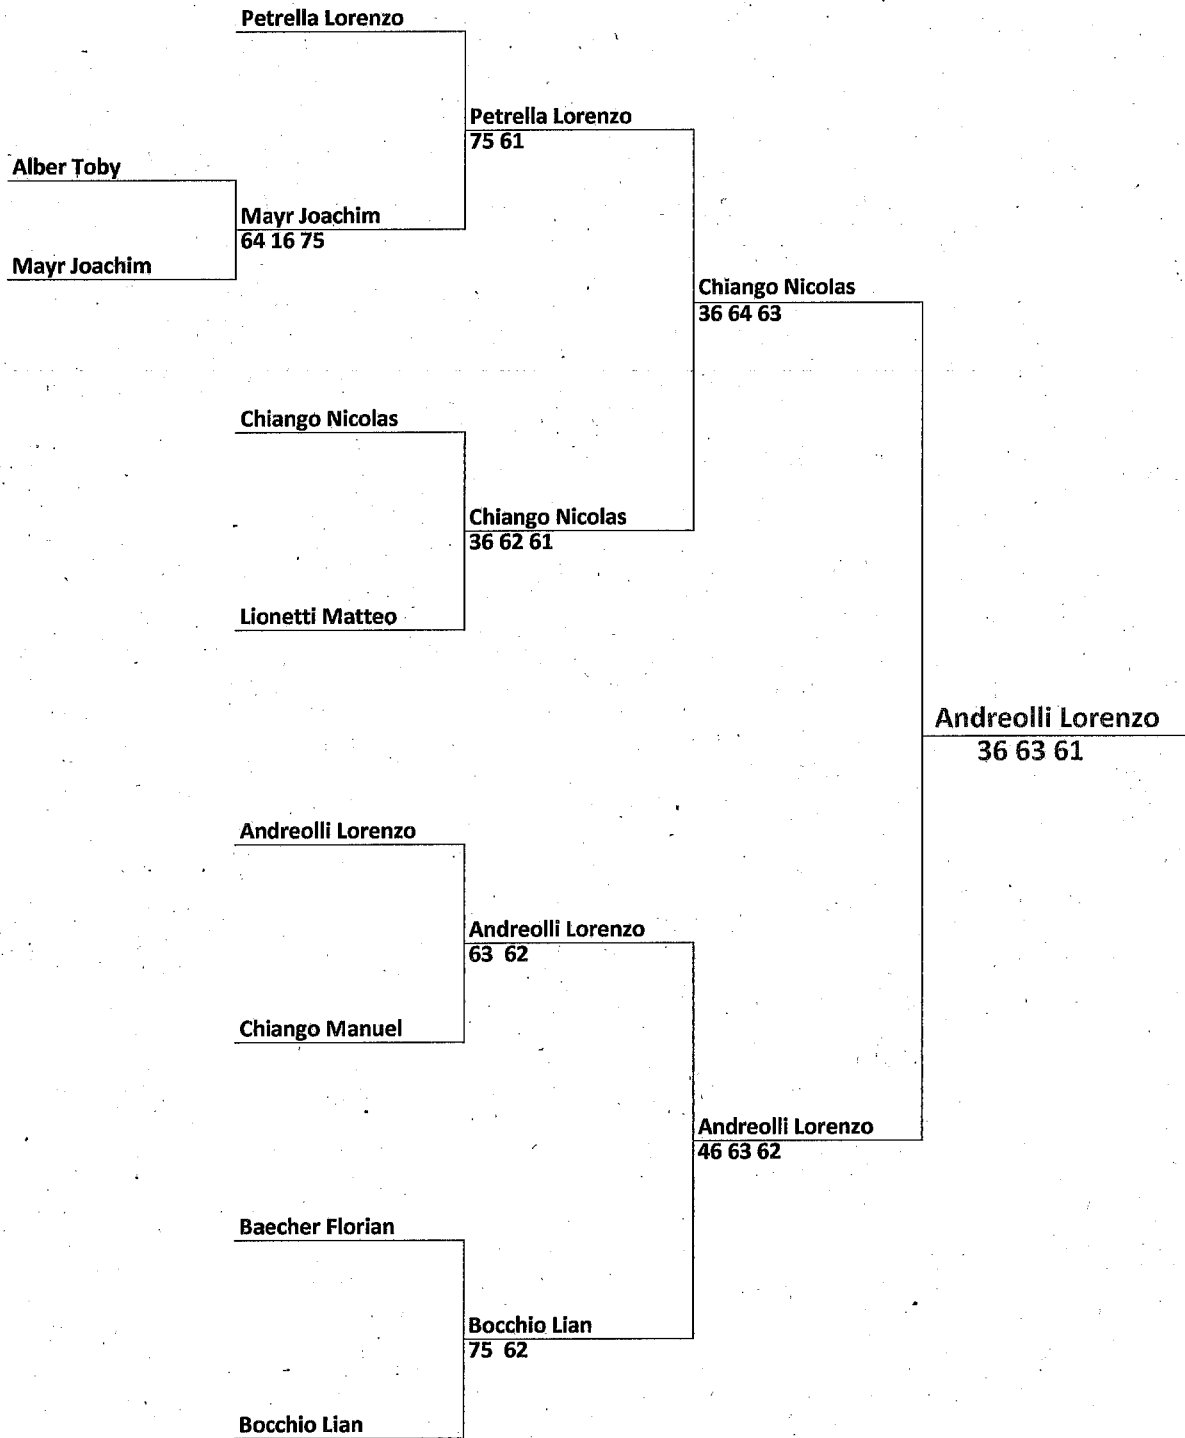 Petrella Lorenzo
Petrella Lorenzo
75 61
Alber Toby
Mayr Joachim
64 16 75
Mayr Joachim
Chiango Nicolas
36 64 63
Chiango Nicolas
Chiango Nicolas
36 62 61
Lionetti Matteo
Andreolli Lorenzo
36 63 61
Andreolli Lorenzo
Andreolli Lorenzo
63 62
Chiango Manuel
Andreolli Lorenzo
46 63 62
Baecher Florian
Bocchio Lian
75 62
Bocchio Lian